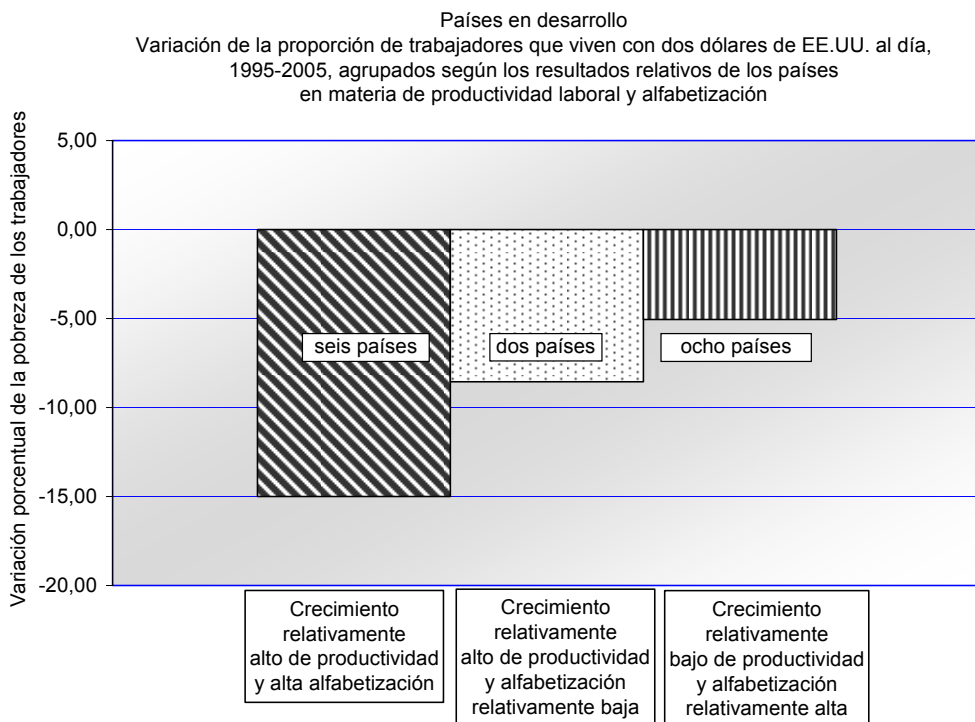 Países en desarrollo
Variación de la proporción de trabajadores que viven con dos dólares de EE.UU. al día,
1995-2005, agrupados según los resultados relativos de los países
en materia de productividad laboral y alfabetización
Variación porcentual de la pobreza de los trabajadores
5,00
0,00
-5,00
-10,00
-15,00
-20,00
seis países
dos países
ocho países
Crecimiento
relativamente
alto de productividad
y alta alfabetización
Crecimiento
relativamente
alto de productividad
y alfabetización
relativamente baja
Crecimiento
relativamente
bajo de productividad
y alfabetización
relativamente alta